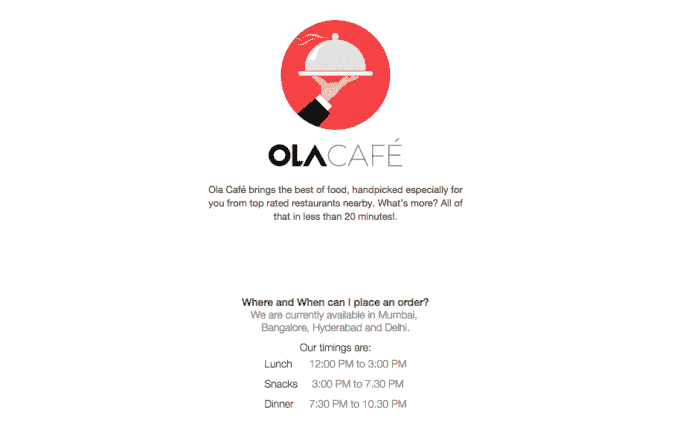 OLACAFÉ
Ola Café brings the best of food, handpicked especially for
you from top rated restaurants nearby. What's more? All of
that in less than 20 minutes!.
Where and When can I place an order?
We are currently available in Mumbai,
Bangalore, Hyderabad and Delhi.
Our timings are:
Lunch 12:00 PM to 3:00 PM
Snacks 3:00 PM to 7.30 PM
Dinner 7:30 PM to 10.30 PM